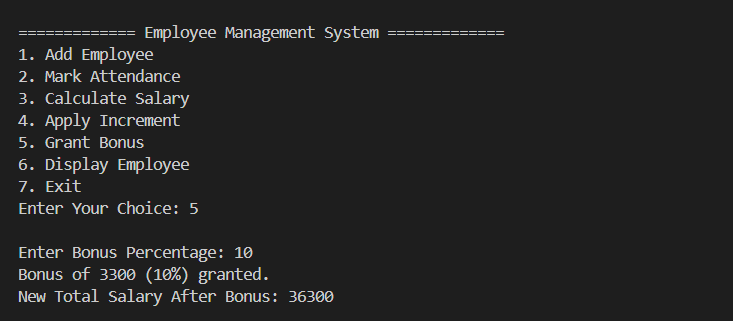 ============= Employee Management System =============
1. Add Employee
2. Mark Attendance
3. Calculate Salary
4. Apply Increment
5. Grant Bonus
6. Display Employee
7. Exit
Enter Your Choice: 5
Enter Bonus Percentage: 10
Bonus of 3300 (10%) granted.
New Total Salary After Bonus: 36300